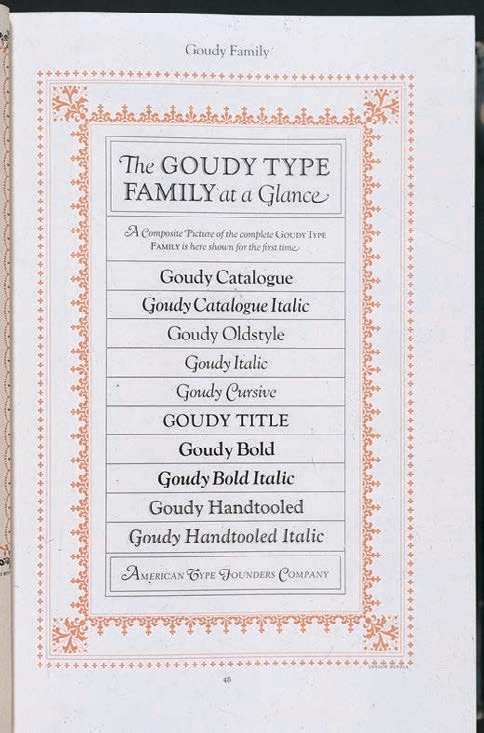 Goudy Family
The GOUDY TYPE
FAMILY at a Glance
A Composite Picture of the complete GOUDY TYPE
FAMILY is here shown for the first time
Goudy Catalogue
Goudy Catalogue Italic
Goudy Oldstyle
Goudy Italic
Goudy Cursive
GOUDY TITLE
Goudy Bold
Goudy Bold Italic
Goudy Handtooled
Goudy Handtooled Italic
AMERICAN TYPE FOUNDERS COMPANY